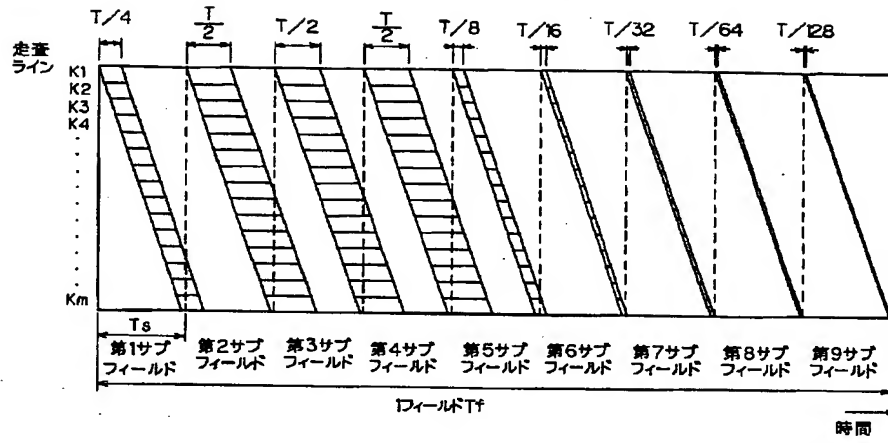 T/4
T/2
T/2
T/2
T/8
T/16
T/32
T/64
T/128
走査
ライン
K1
K2
K3
K4
Km
Ts
第1サブ
フィールド
第2サブ
フィールド
第3サブ
フィールド
第4サブ
フィールド
第5サブ
フィールド
第6サブ
フィールド
第7サブ
フィールド
第8サブ
フィールド
第9サブ
フィールド
1フィールドTf
時間